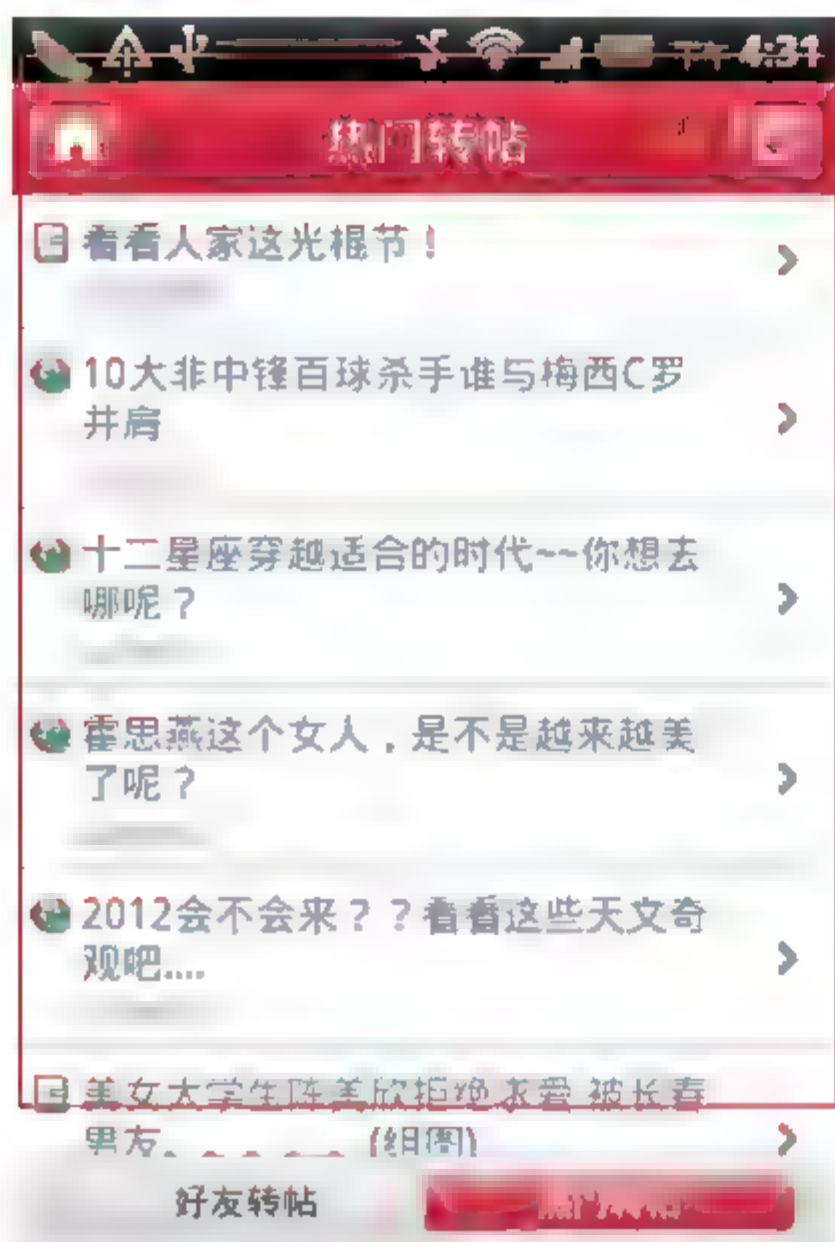 下午 4:31
热门转帖
看看人家这光棍节！
10大非中锋百球杀手谁与梅西C罗
并肩
十二星座穿越适合的时代~~你想去
哪呢？
霍思燕这个女人，是不是越来越美
了呢？
2012会不会来？？看看这些天文奇
观吧....
美女大学生阵美欣拒绝求爱 被长春
男友 (组图)
好友转帖